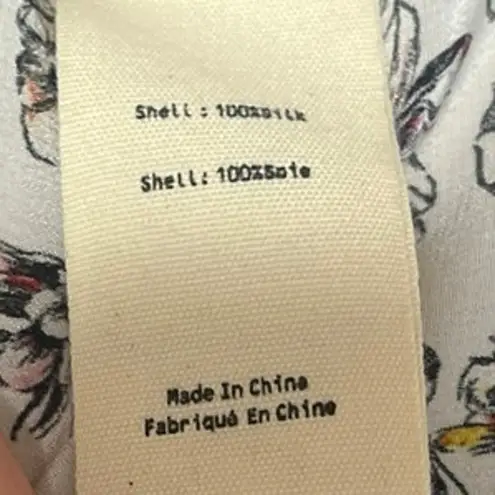 Shell : 100%silk
Shell: 100%Soie
Made In China
Fabriqué En Chine